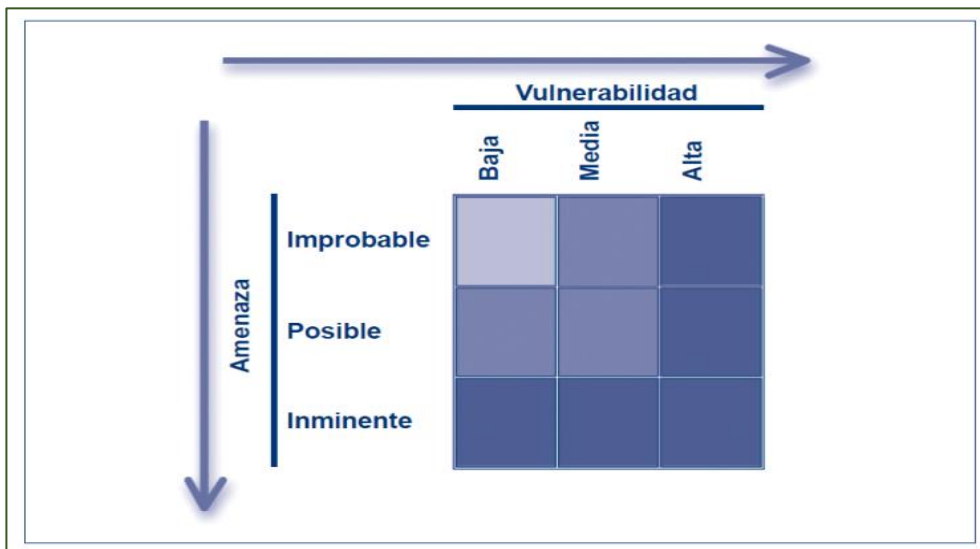 Vulnerabilidad
Baja
Media
Alta
Amenaza
Improbable
Posible
Inminente